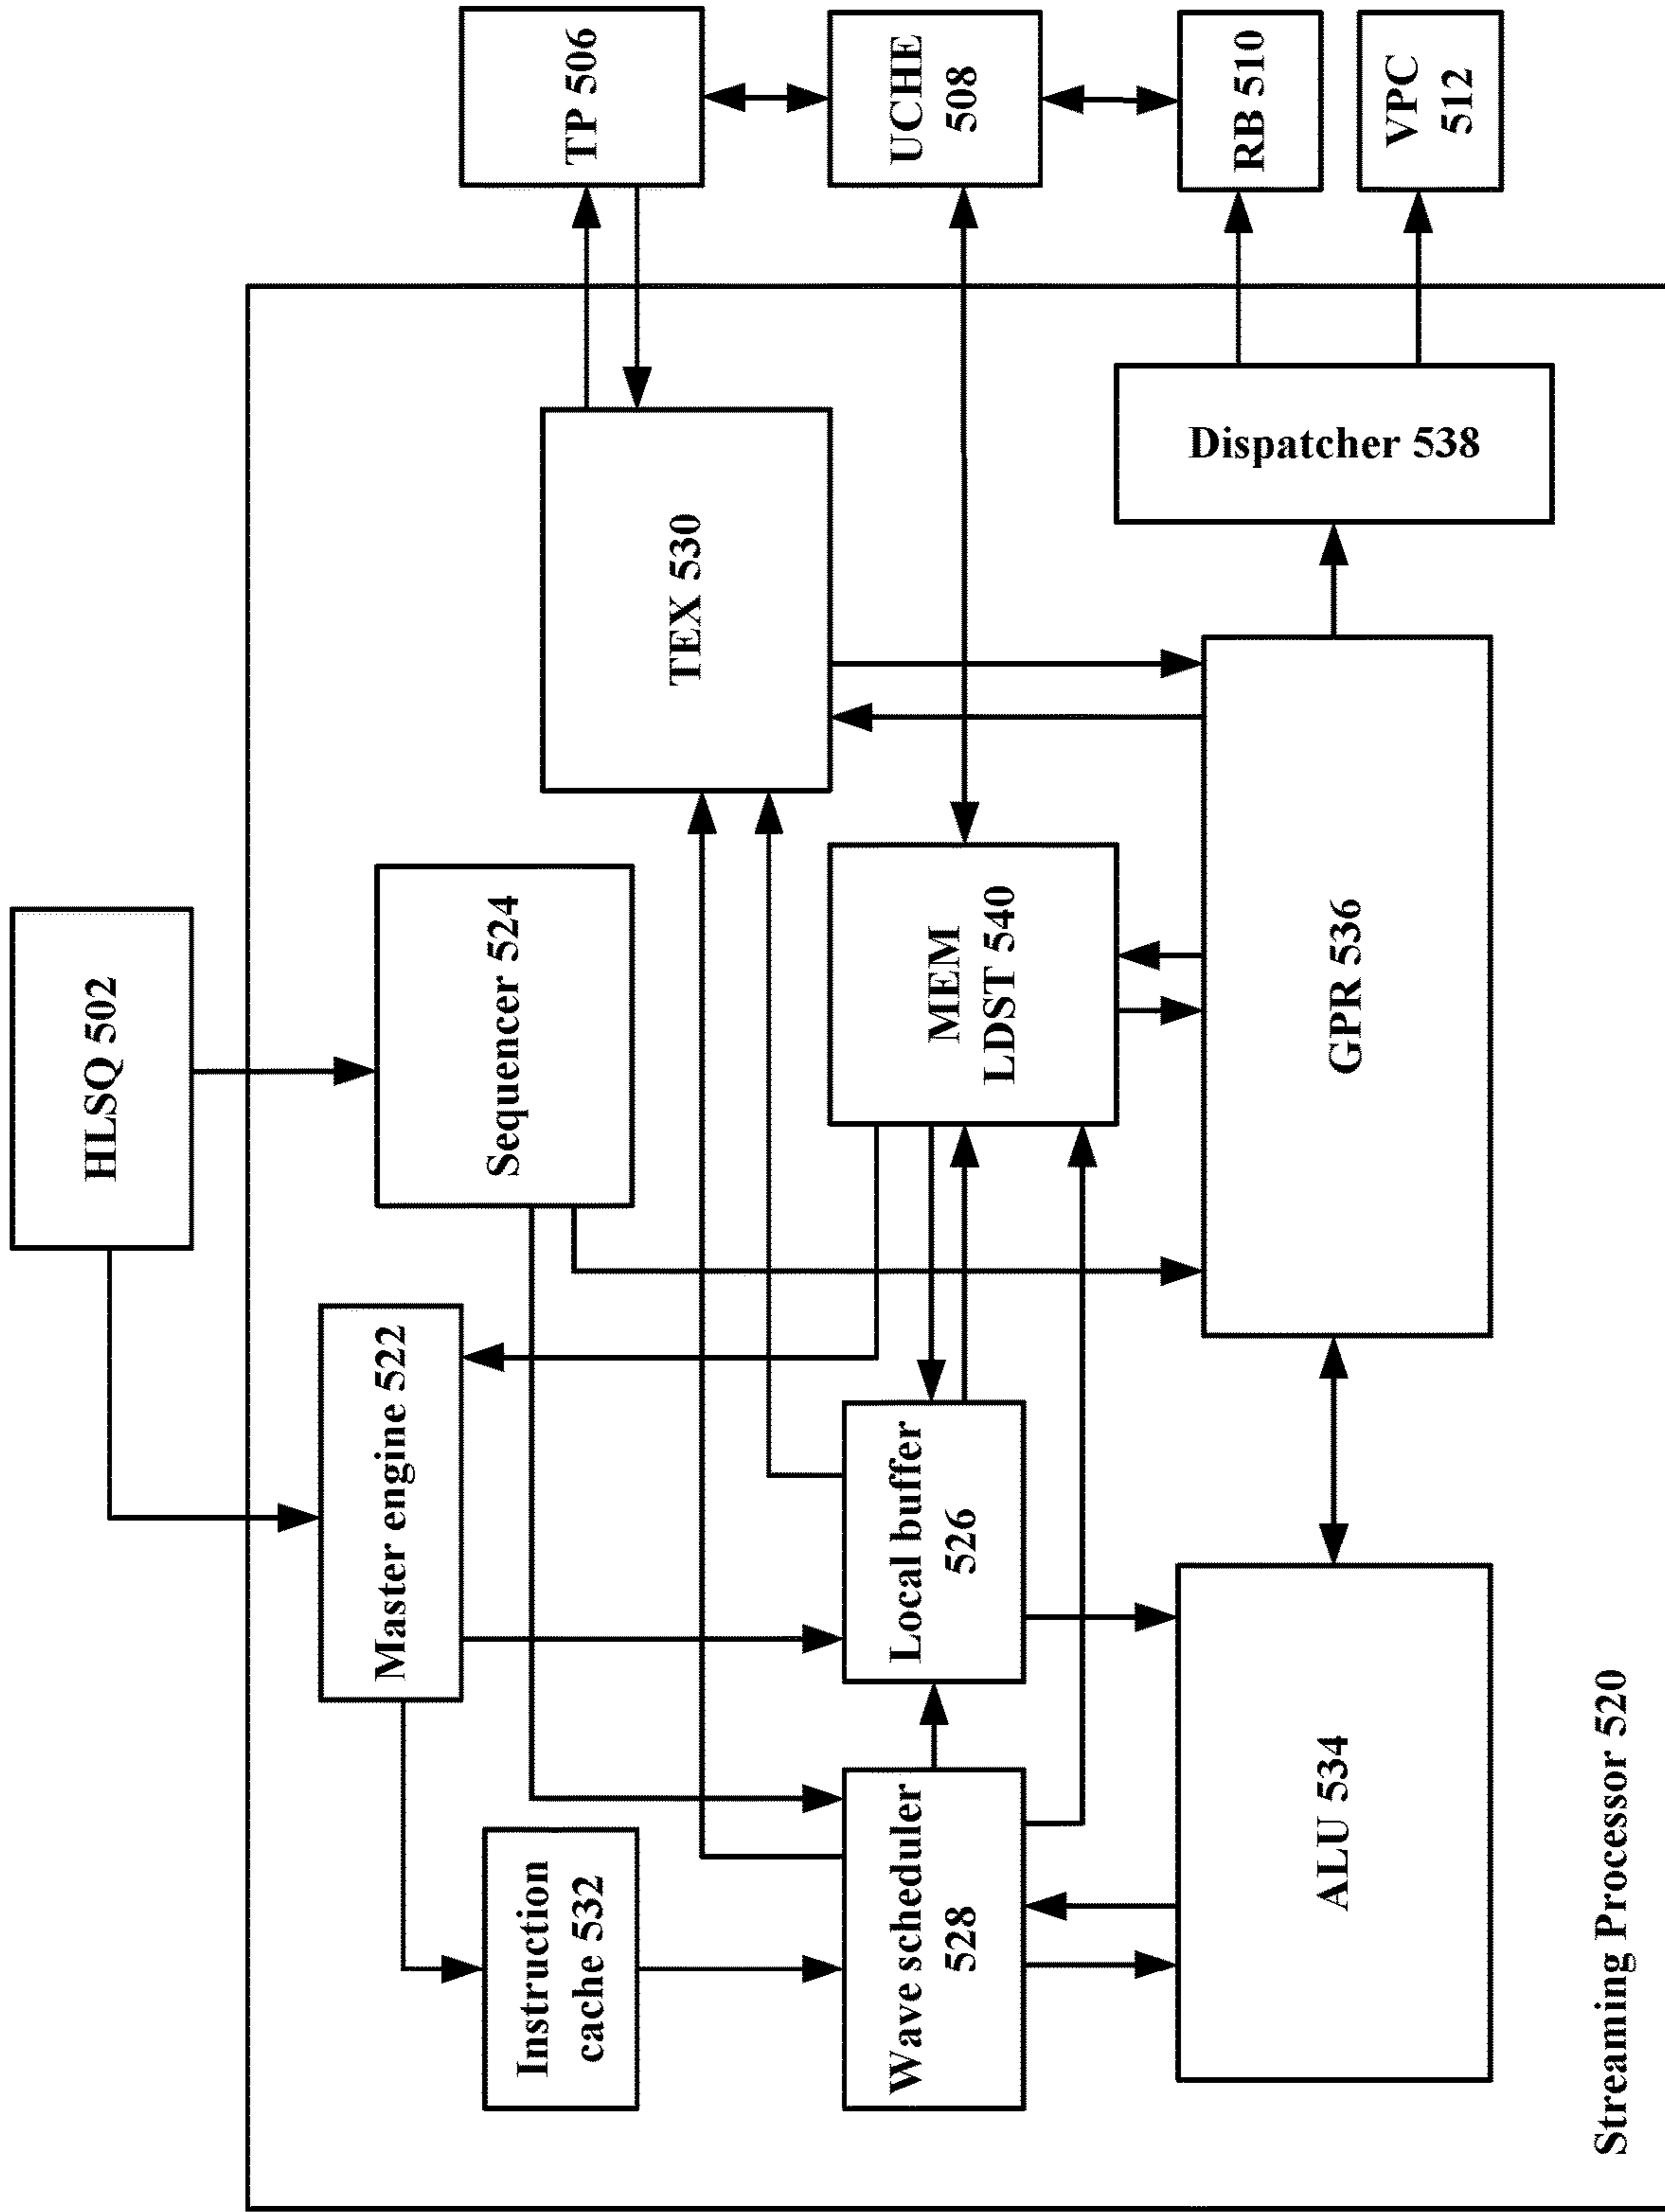 HLSQ 502
Master engine 522
Sequencer 524
Instruction
cache 532
TEX 530
TP 506
Wave scheduler
528
Local buffer
526
MEM
LDST 540
UCHE
508
ALU 534
GPR 536
Dispatcher 538
RB 510
VPC
512
Streaming Processor 520